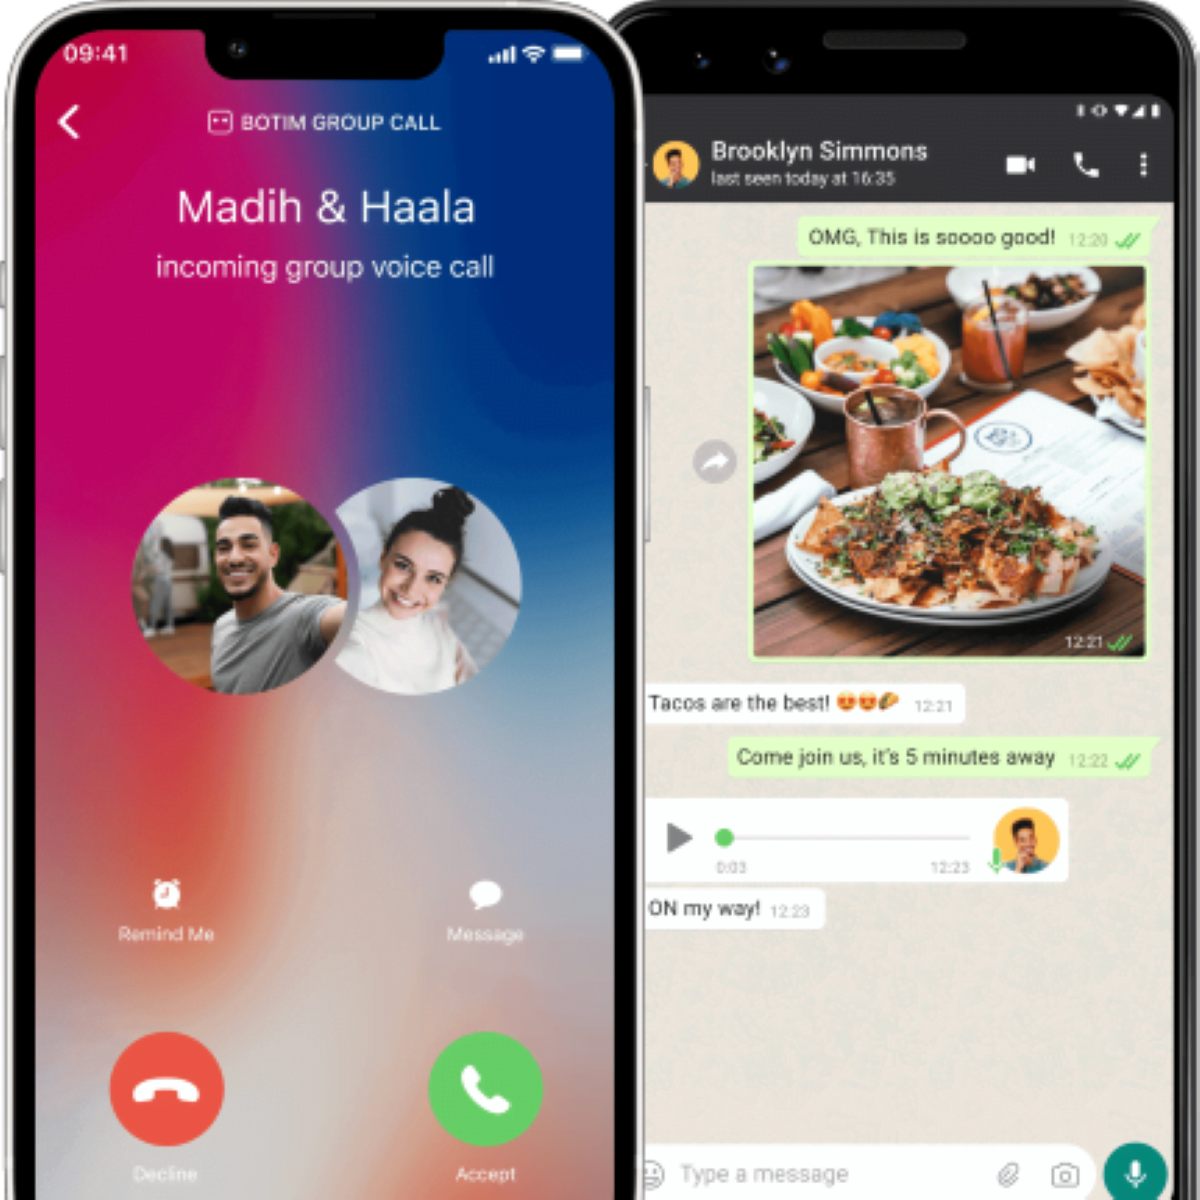 09:41
BOTIM GROUP CALL
Madih & Haala
incoming group voice call
Remind Me
Message
Decline
Accept
Brooklyn Simmons
last seen today at 16:35
OMG, This is soooo good! 12:20
12:21
Tacos are the best! 😍😍🌮 12:21
Come join us, it's 5 minutes away 12:22
0:03
12:23
ON my way! 12:23
Type a message